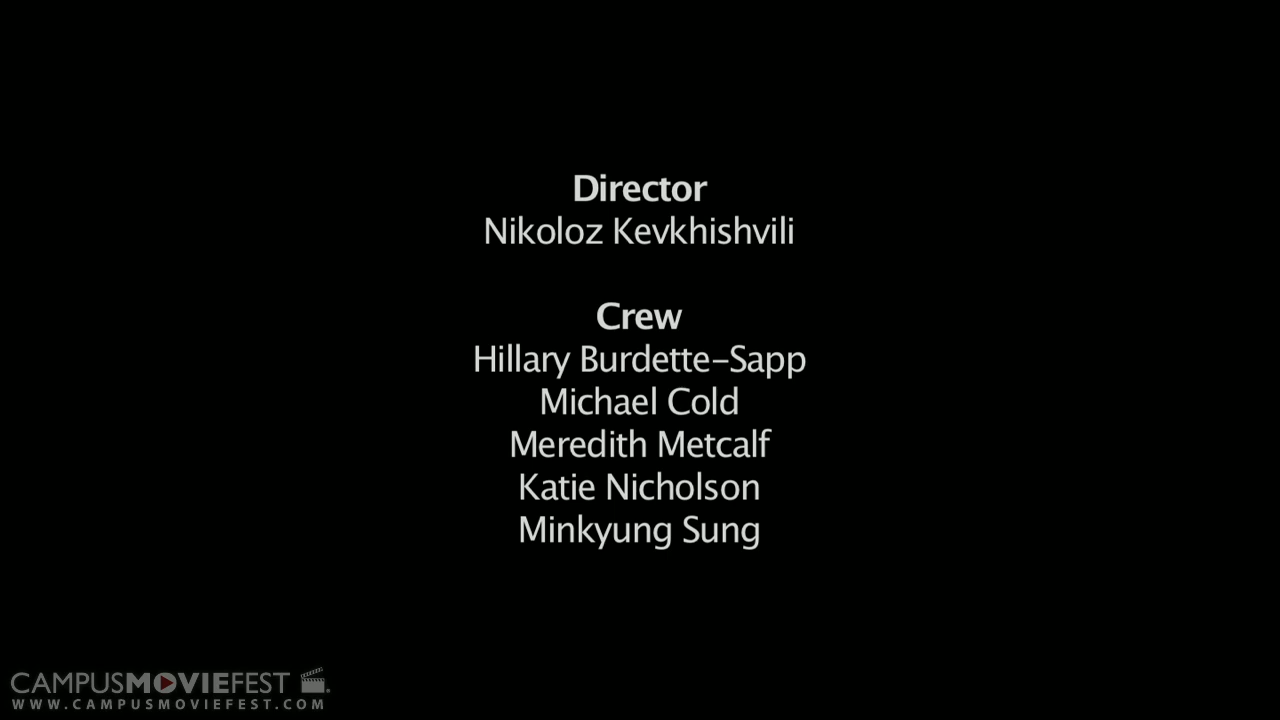 Director
Nikoloz Kevkhishvili
Crew
Hillary Burdette-Sapp
Michael Cold
Meredith Metcalf
Katie Nicholson
Minkyung Sung
CAMPUSMOVIEFEST
WWW.CAMPUSMOVIEFEST.COM